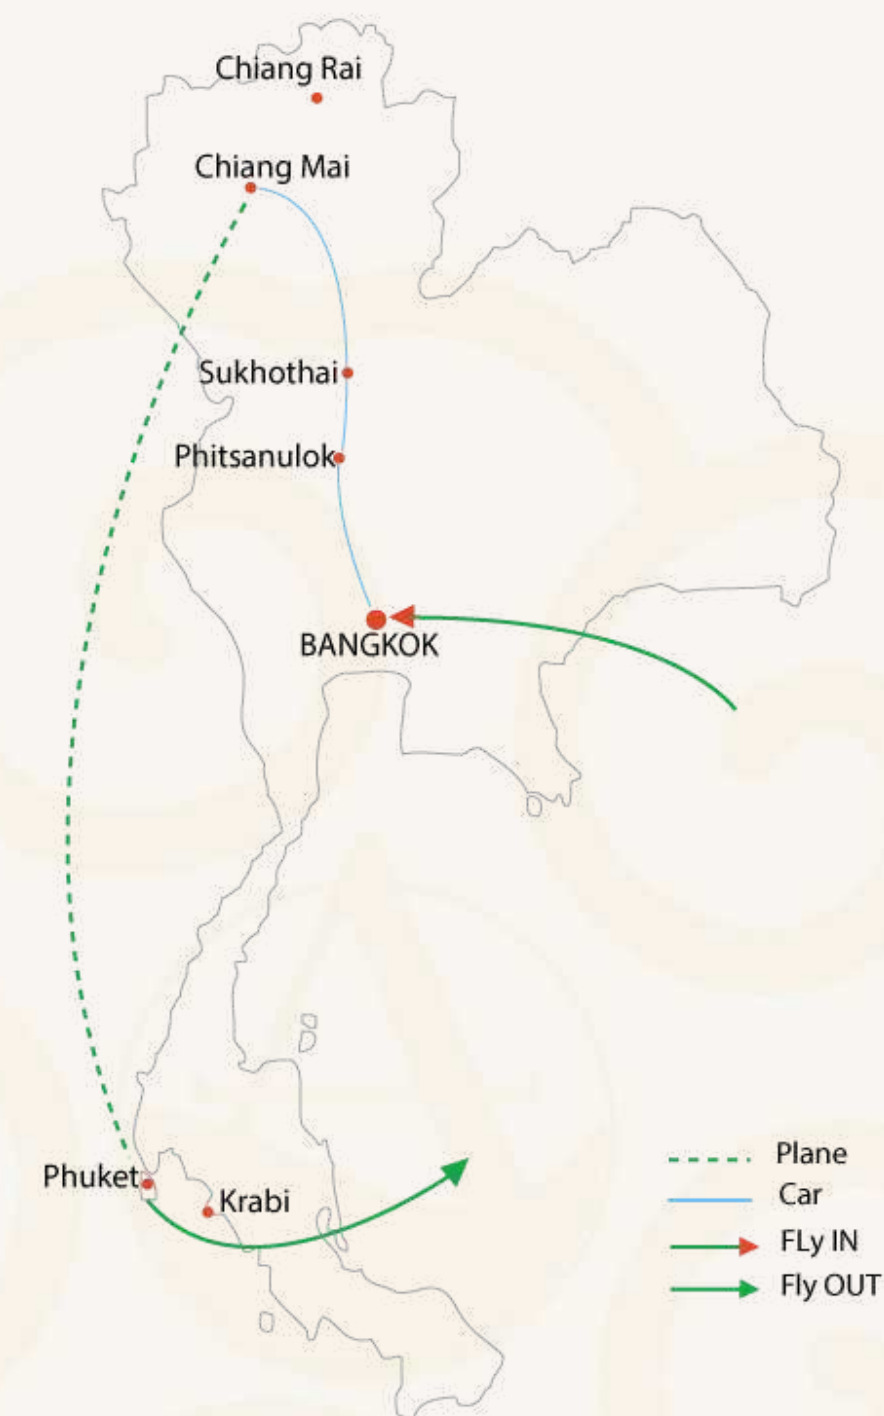 Chiang Rai
Chiang Mai
Sukhothai
Phitsanulok
BANGKOK
Phuket
Krabi
Plane
Car
FLy IN
Fly OUT